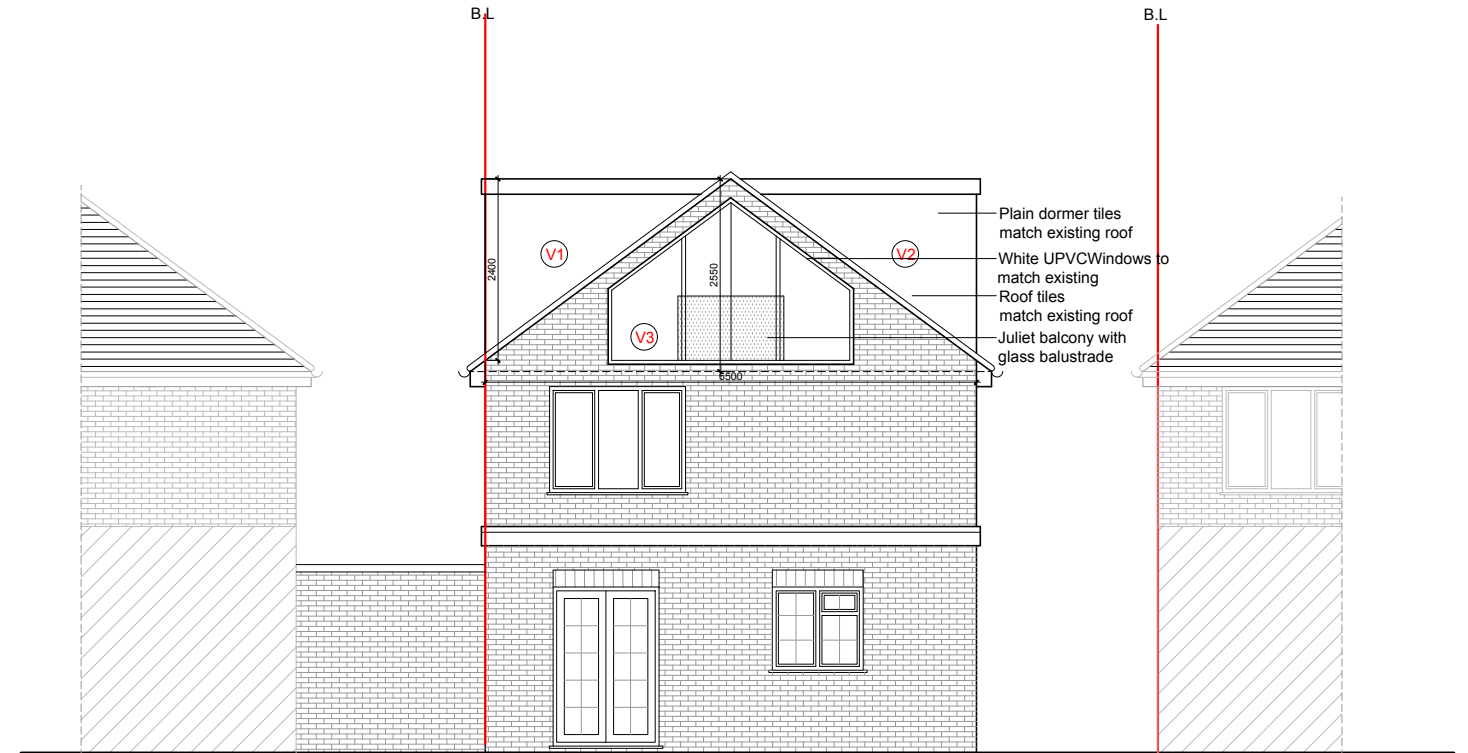 B.L
B.L
Plain dormer tiles
match existing roof
White UPVCWindows to
match existing
Roof tiles
match existing roof
Juliet balcony with
glass balustrade
V1
V2
V3
2400
2550
6500